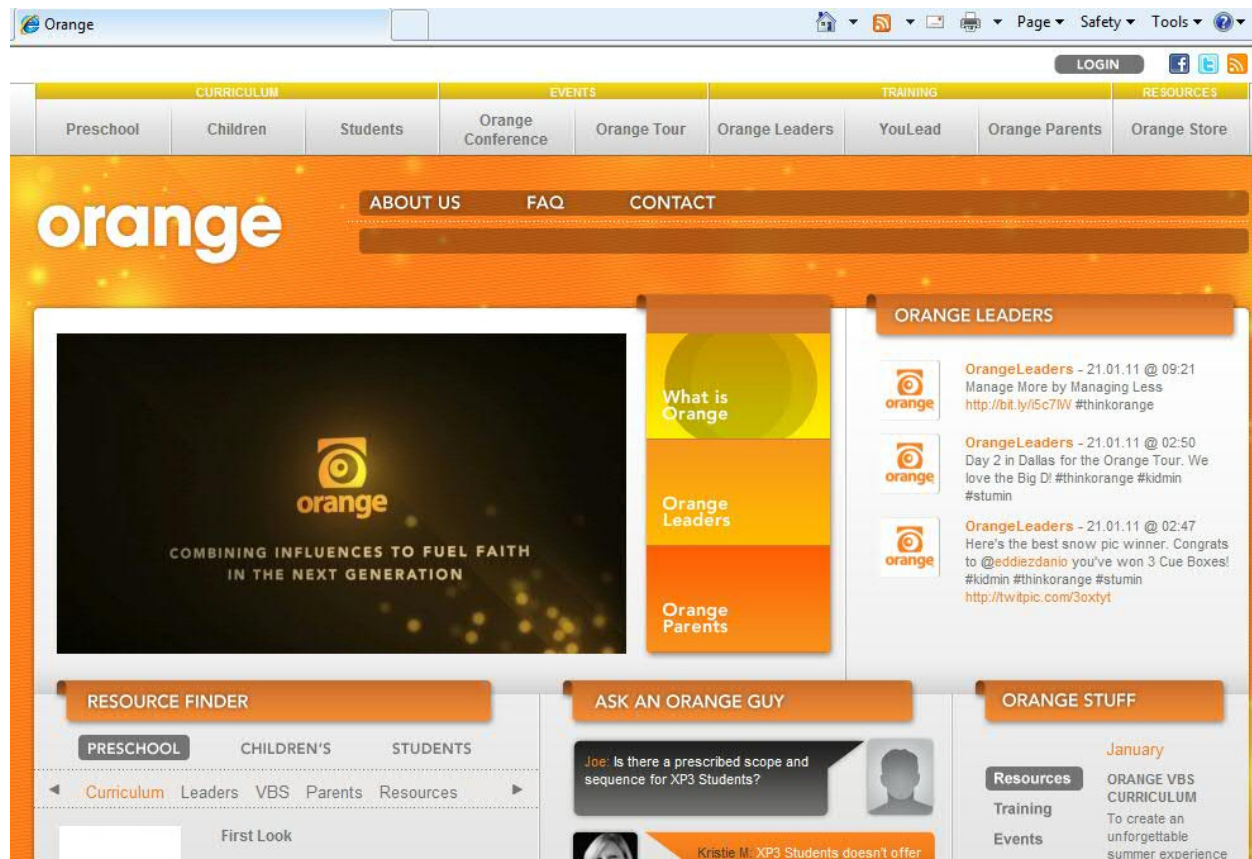 Orange
Page Safety Tools
LOGIN
CURRICULUM EVENTS TRAINING RESOURCES
Preschool Children Students Orange Conference Orange Tour Orange Leaders YouLead Orange Parents Orange Store
orange
ABOUT US FAQ CONTACT
orange
COMBINING INFLUENCES TO FUEL FAITH
IN THE NEXT GENERATION
What is
Orange
Orange
Leaders
Orange
Parents
ORANGE LEADERS
orange
OrangeLeaders - 21.01.11 @ 09:21
Manage More by Managing Less
http://bit.ly/i5c7lW #thinkorange
orange
OrangeLeaders - 21.01.11 @ 02:50
Day 2 in Dallas for the Orange Tour. We
love the Big D! #thinkorange #kidmin
#stumin
orange
OrangeLeaders - 21.01.11 @ 02:47
Here's the best snow pic winner. Congrats
to @eddiezdanio you've won 3 Cue Boxes!
#kidmin #thinkorange #stumin
http://twitpic.com/3oxtyt
RESOURCE FINDER
PRESCHOOL CHILDREN'S STUDENTS
Curriculum Leaders VBS Parents Resources
First Look
ASK AN ORANGE GUY
Joe: Is there a prescribed scope and
sequence for XP3 Students?
Kristie M: XP3 Students doesn't offer
ORANGE STUFF
Resources
Training
Events
January
ORANGE VBS
CURRICULUM
To create an
unforgettable
summer experience